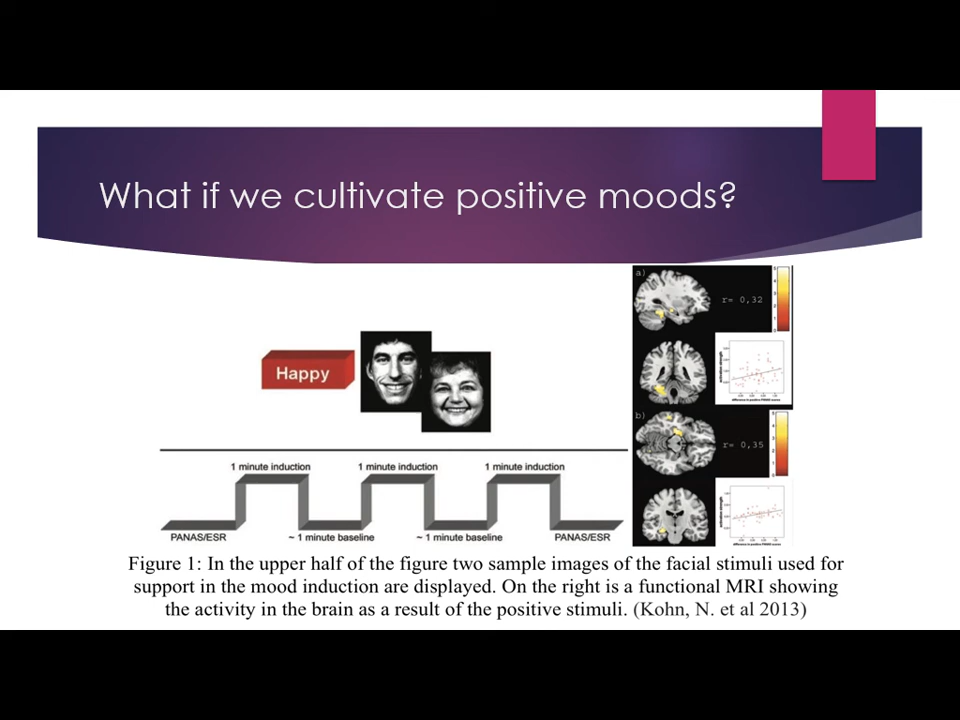 What if we cultivate positive moods?
Happy
1 minute induction
1 minute induction
1 minute induction
PANAS/ESR
~ 1 minute baseline
~ 1 minute baseline
PANAS/ESR
a)
r= 0,32
b)
r= 0,35
Figure 1: In the upper half of the figure two sample images of the facial stimuli used for
support in the mood induction are displayed. On the right is a functional MRI showing
the activity in the brain as a result of the positive stimuli. (Kohn, N. et al 2013)